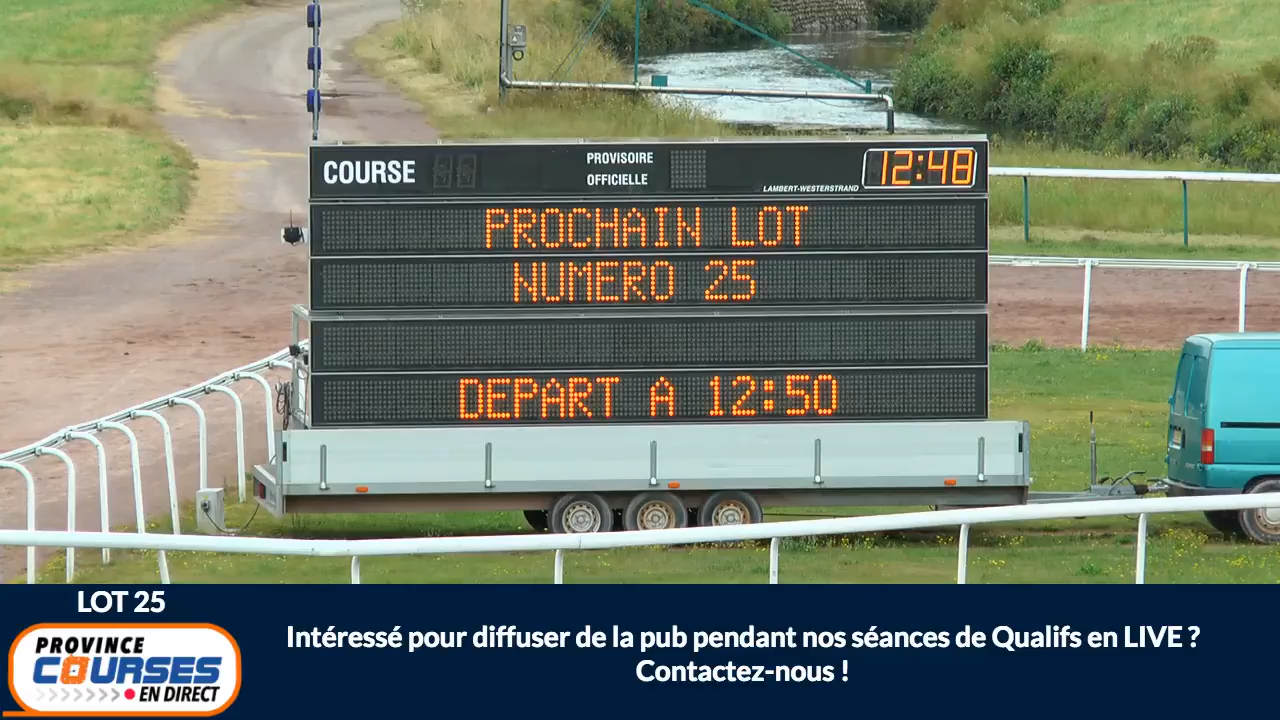 COURSE
PROVISOIRE
OFFICIELLE
12:48
LAMBERT-WESTERSTRAND
PROCHAIN LOT
NUMERO 25
DEPART A 12:50
LOT 25
PROVINCE
COURSES
EN DIRECT
Intéressé pour diffuser de la pub pendant nos séances de Qualifs en LIVE ?
Contactez-nous !